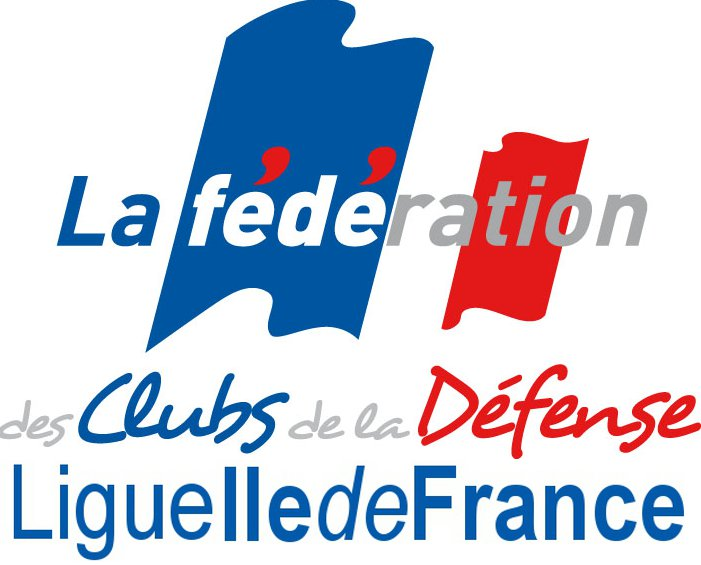 La fédération
des Clubs de la Défense
LigueIledeFrance